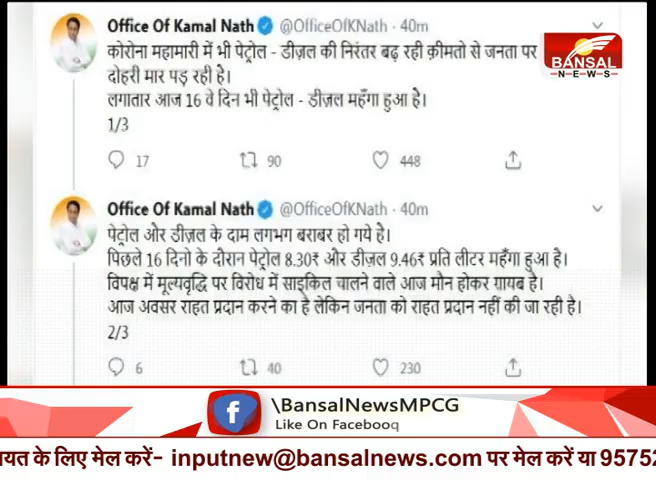 Office Of Kamal Nath @OfficeOfKNath · 40m
कोरोना महामारी में भी पेट्रोल - डीज़ल की निरंतर बढ़ रही क़ीमतो से जनता पर
दोहरी मार पड़ रही है।
लगातार आज 16 वे दिन भी पेट्रोल - डीज़ल महँगा हुआ है।
1/3
17 90 448
BANSAL
NEWS
Office Of Kamal Nath @OfficeOfKNath · 40m
पेट्रोल और डीज़ल के दाम लगभग बराबर हो गये है।
पिछले 16 दिनो के दौरान पेट्रोल 8.30₹ और डीज़ल 9.46₹ प्रति लीटर महँगा हुआ है।
विपक्ष में मूल्यवृद्धि पर विरोध में साइकिल चालने वाले आज मौन होकर ग़ायब है।
आज अवसर राहत प्रदान करने का है लेकिन जनता को राहत प्रदान नहीं की जा रही है।
2/3
6 40 230
\BansalNewsMPCG
Like On Facebooq
यत के लिए मेल करें- inputnew@bansalnews.com पर मेल करें या 9575